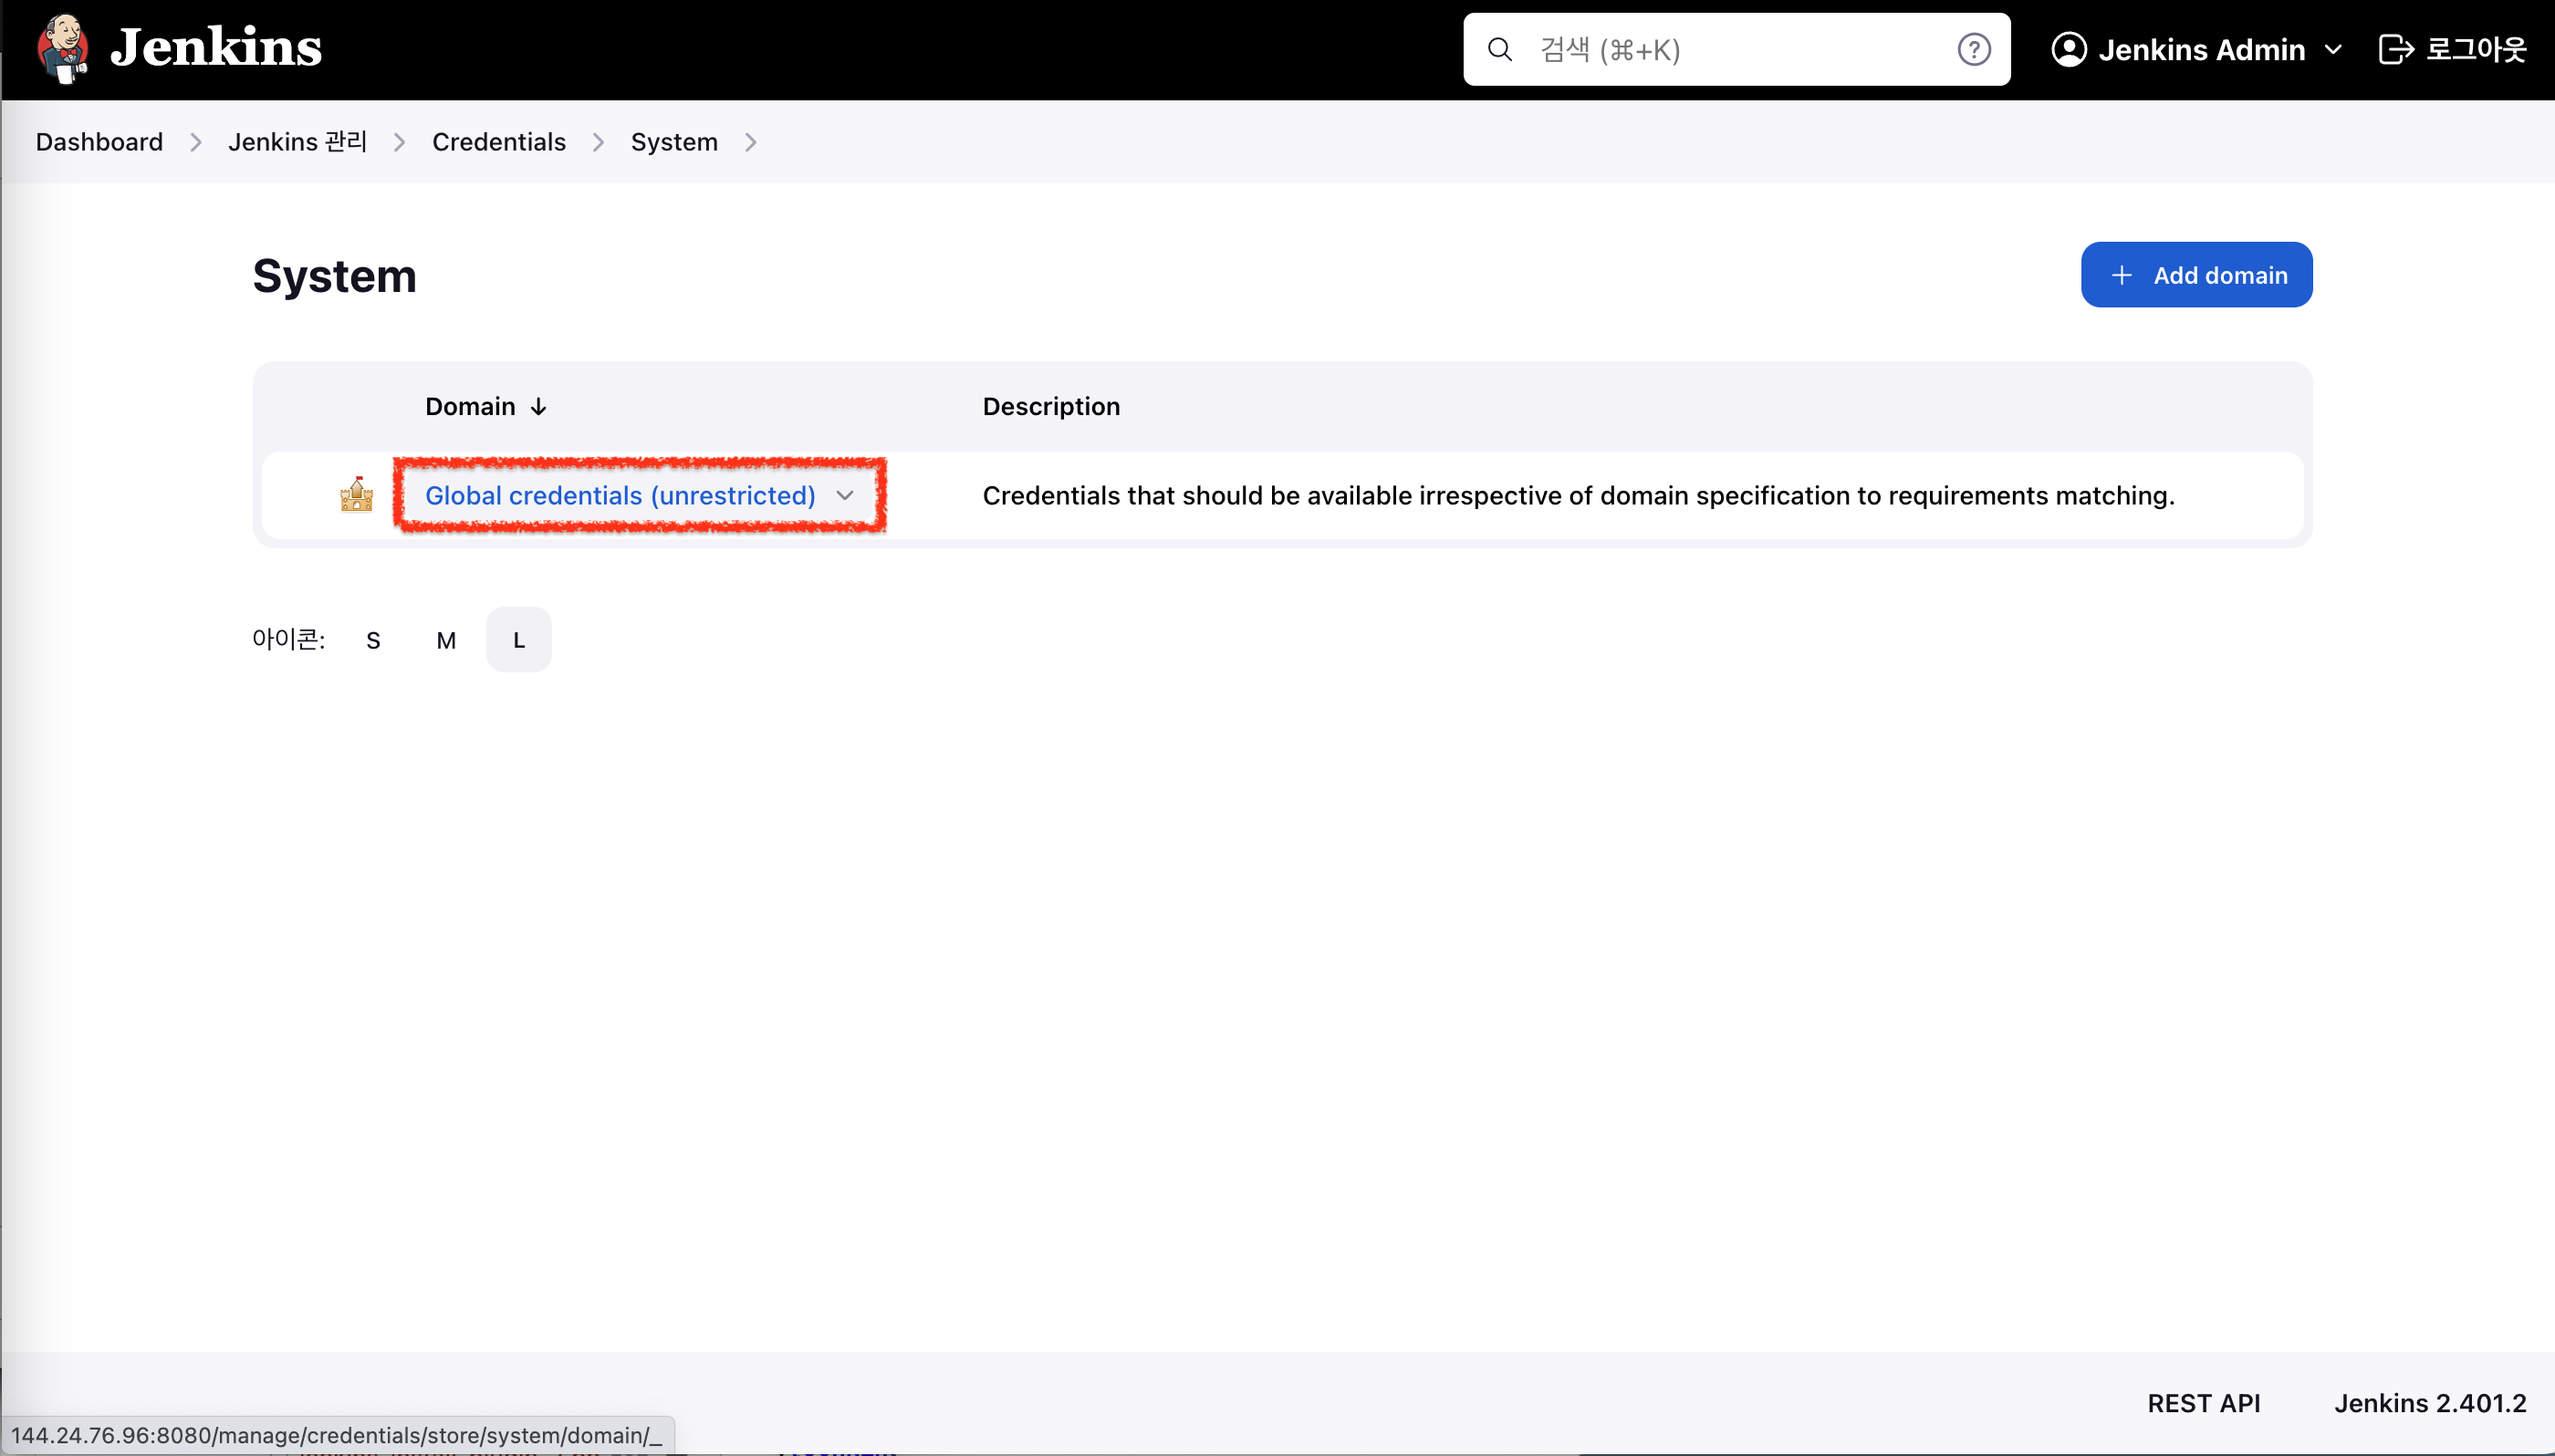 Jenkins
검색 (⌘+K)
Jenkins Admin
로그아웃
Dashboard
Jenkins 관리
Credentials
System
System
Add domain
Domain ↓
Description
Global credentials (unrestricted)
Credentials that should be available irrespective of domain specification to requirements matching.
아이콘:
S
M
L
REST API
Jenkins 2.401.2
144.24.76.96:8080/manage/credentials/store/system/domain/_